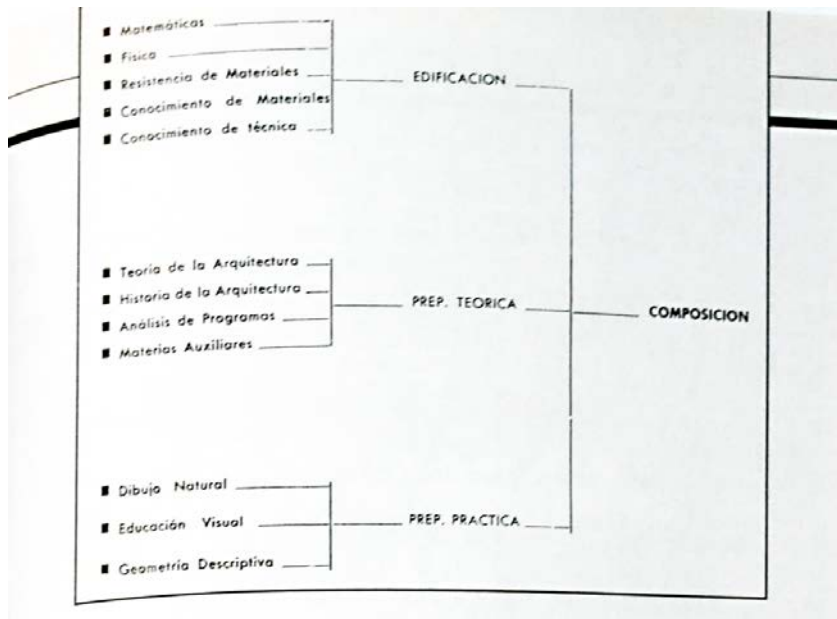 Matemáticas
Física
Resistencia de Materiales
EDIFICACION
Conocimiento de Materiales
Conocimiento de técnica
Teoría de la Arquitectura
Historia de la Arquitectura
PREP. TEORICA
COMPOSICION
Análisis de Programas
Materias Auxiliares
Dibujo Natural
Educación Visual
PREP. PRACTICA
Geometría Descriptiva